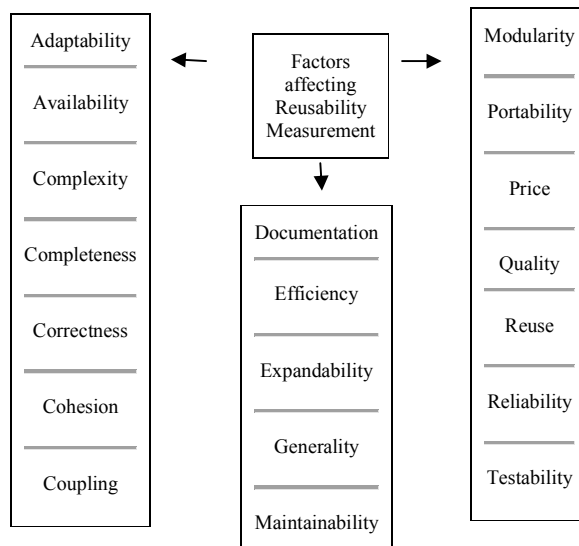 Adaptability
Availability
Complexity
Completeness
Correctness
Cohesion
Coupling
Factors
affecting
Reusability
Measurement
Documentation
Efficiency
Expandability
Generality
Maintainability
Modularity
Portability
Price
Quality
Reuse
Reliability
Testability